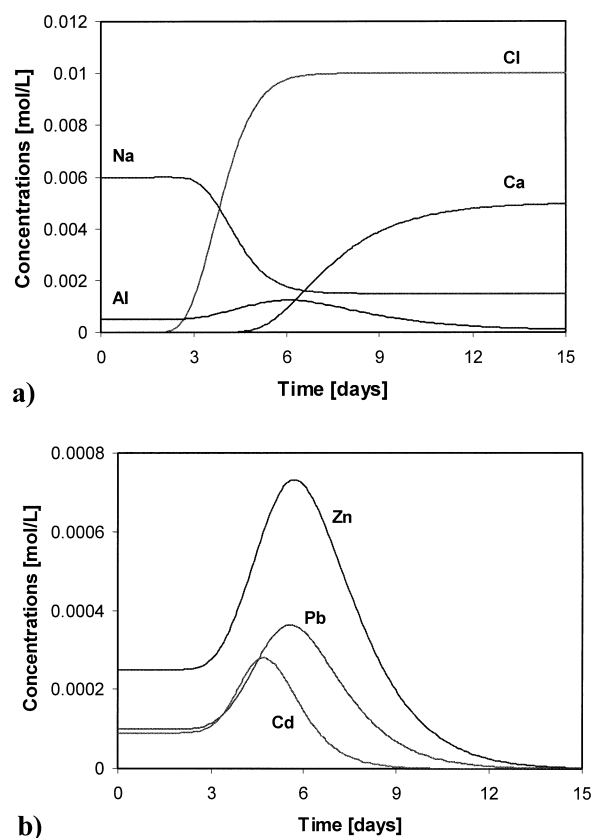 0.012
0.01
0.008
0.006
0.004
0.002
0
Concentrations [mol/L]
Cl
Na
Ca
Al
0 3 6 9 12 15
Time [days]
a)
0.0008
0.0006
0.0004
0.0002
0
Concentrations [mol/L]
Zn
Pb
Cd
0 3 6 9 12 15
Time [days]
b)